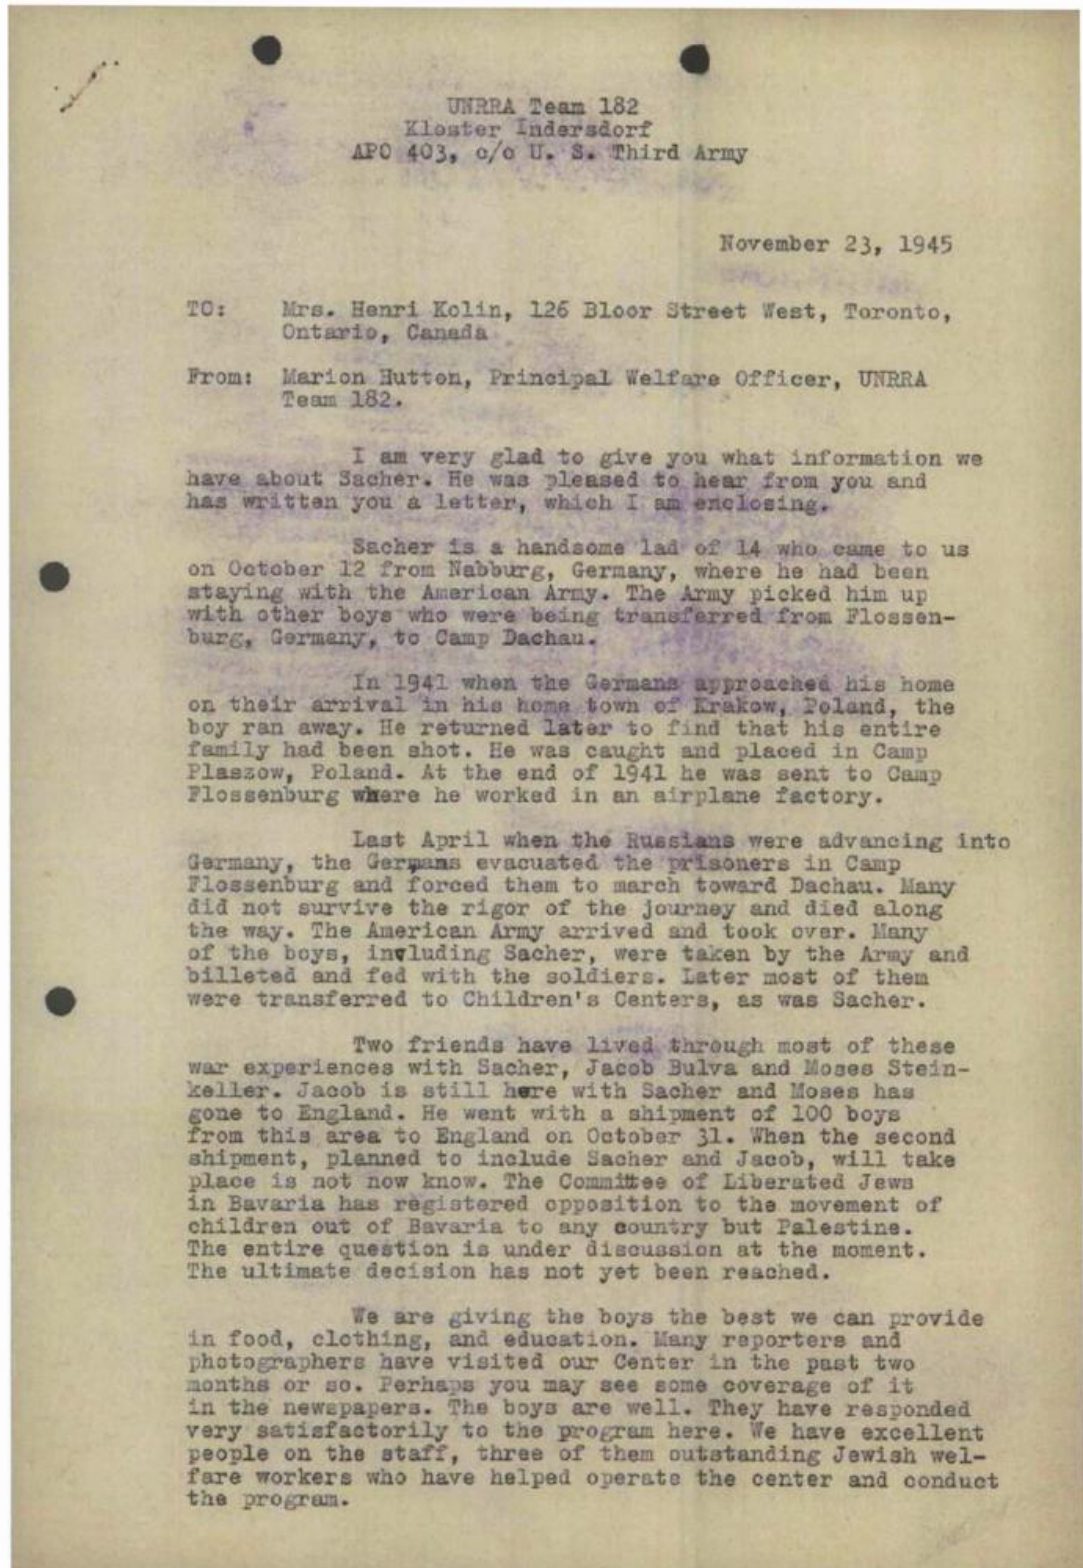 UNRRA Team 182
Kloster Indersdorf
APO 403, c/o U. S. Third Army
November 23, 1945
TO: Mrs. Henri Kolin, 126 Bloor Street West, Toronto,
Ontario, Canada
From: Marion Hutton, Principal Welfare Officer, UNRRA
Team 182.
I am very glad to give you what information we
have about Sacher. He was pleased to hear from you and
has written you a letter, which I am enclosing.
Sacher is a handsome lad of 14 who came to us
on October 12 from Nabburg, Germany, where he had been
staying with the American Army. The Army picked him up
with other boys who were being transferred from Flossen-
burg, Germany, to Camp Dachau.
In 1941 when the Germans approached his home
on their arrival in his home town of Krakow, Poland, the
boy ran away. He returned later to find that his entire
family had been shot. He was caught and placed in Camp
Plaszow, Poland. At the end of 1941 he was sent to Camp
Flossenburg where he worked in an airplane factory.
Last April when the Russians were advancing into
Germany, the Germans evacuated the prisoners in Camp
Flossenburg and forced them to march toward Dachau. Many
did not survive the rigor of the journey and died along
the way. The American Army arrived and took over. Many
of the boys, invluding Sacher, were taken by the Army and
billeted and fed with the soldiers. Later most of them
were transferred to Children's Centers, as was Sacher.
Two friends have lived through most of these
war experiences with Sacher, Jacob Bulva and Moses Stein-
keller. Jacob is still here with Sacher and Moses has
gone to England. He went with a shipment of 100 boys
from this area to England on October 31. When the second
shipment, planned to include Sacher and Jacob, will take
place is not now know. The Committee of Liberated Jews
in Bavaria has registered opposition to the movement of
children out of Bavaria to any country but Palestine.
The entire question is under discussion at the moment.
The ultimate decision has not yet been reached.
We are giving the boys the best we can provide
in food, clothing, and education. Many reporters and
photographers have visited our Center in the past two
months or so. Perhaps you may see some coverage of it
in the newspapers. The boys are well. They have responded
very satisfactorily to the program here. We have excellent
people on the staff, three of them outstanding Jewish wel-
fare workers who have helped operate the center and conduct
the program.